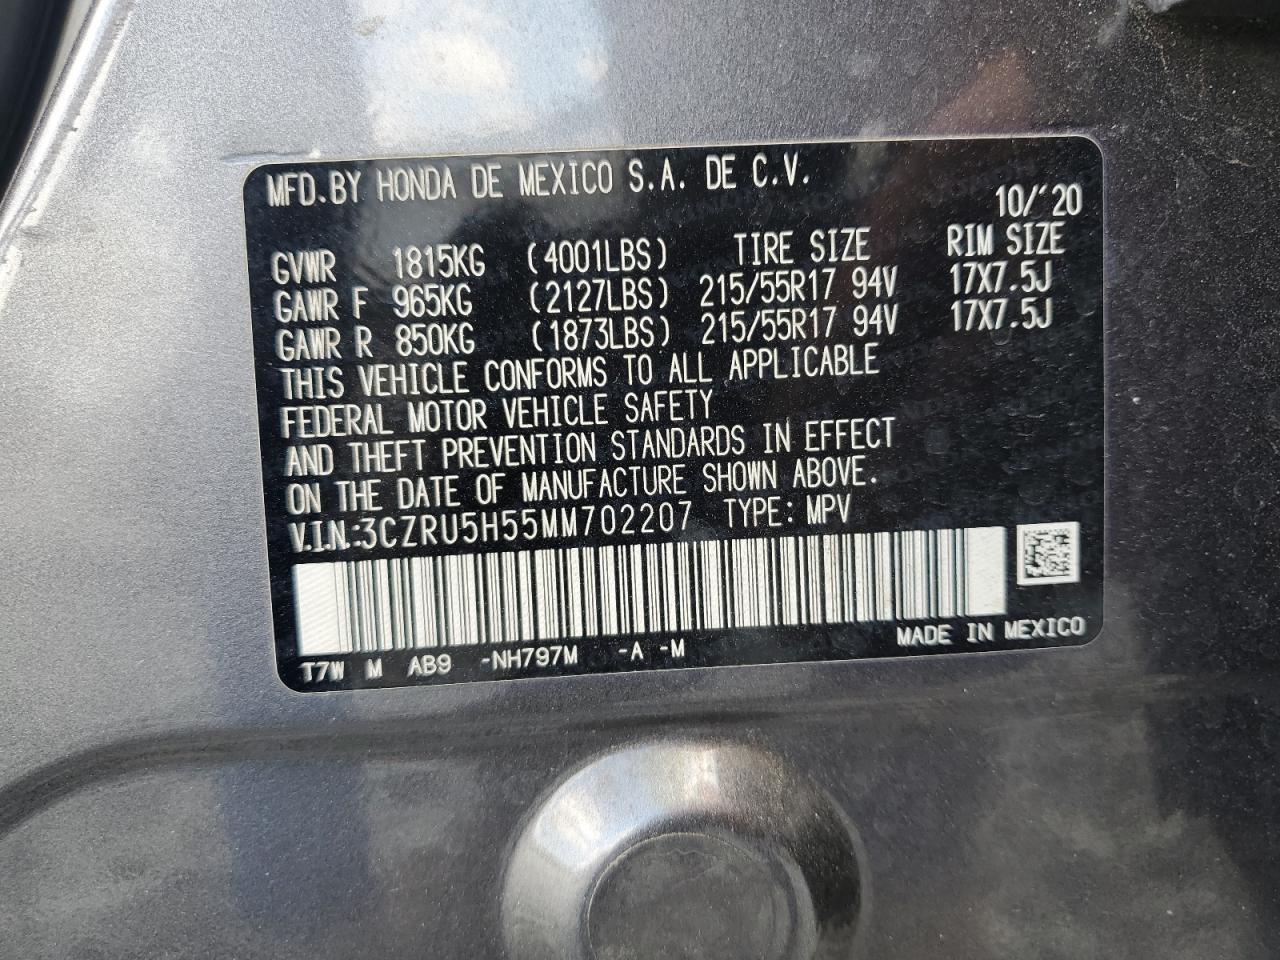 MFD.BY HONDA DE MEXICO S.A. DE C.V.
10/'20
GVWR 1815KG (4001LBS) TIRE SIZE RIM SIZE
GAWR F 965KG (2127LBS) 215/55R17 94V 17X7.5J
GAWR R 850KG (1873LBS) 215/55R17 94V 17X7.5J
THIS VEHICLE CONFORMS TO ALL APPLICABLE
FEDERAL MOTOR VEHICLE SAFETY
AND THEFT PREVENTION STANDARDS IN EFFECT
ON THE DATE OF MANUFACTURE SHOWN ABOVE.
V.I.N.:3CZRU5H55MM702207 TYPE: MPV
MADE IN MEXICO
T7W M AB9 -NH797M -A -M